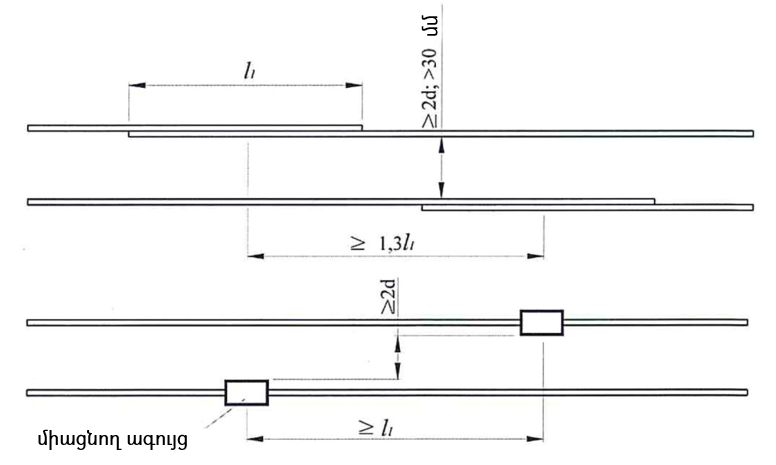 l₁
≥ 2d; >30 մմ
≥ 1,3l₁
≥2d
միացնող ագույց
≥ l₁